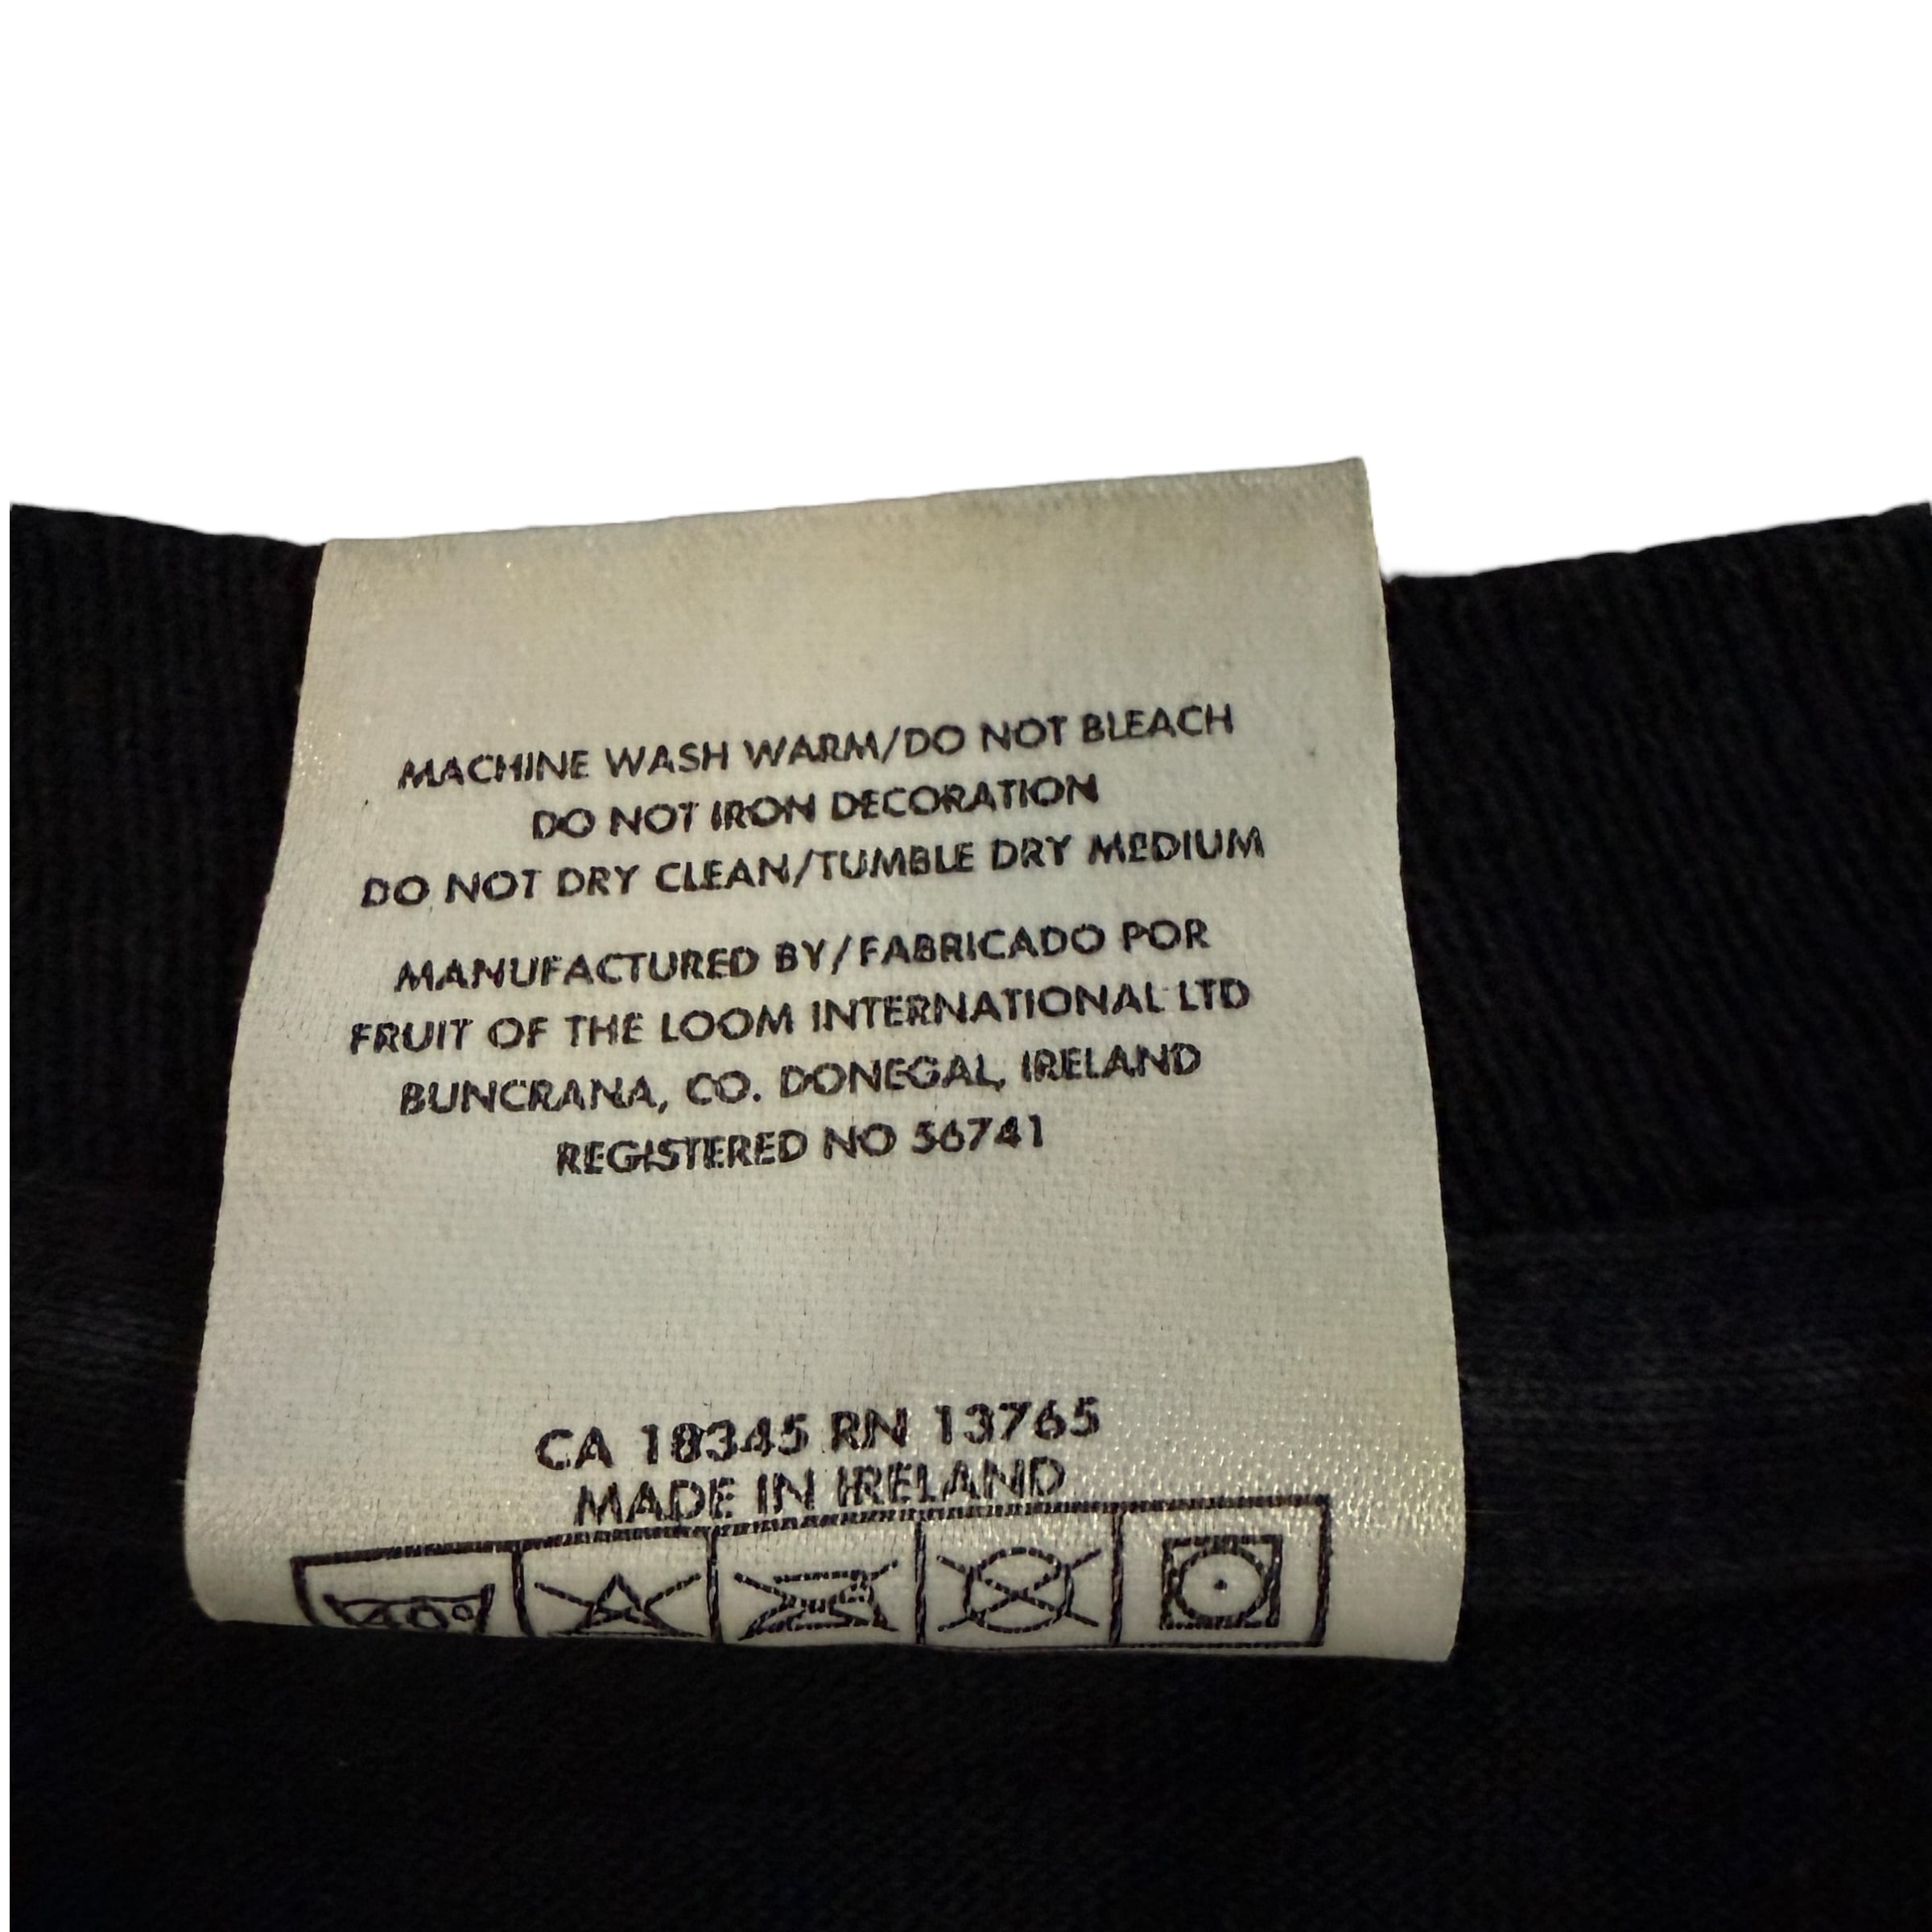 MACHINE WASH WARM/DO NOT BLEACH
DO NOT IRON DECORATION
DO NOT DRY CLEAN/TUMBLE DRY MEDIUM
MANUFACTURED BY/FABRICADO POR
FRUIT OF THE LOOM INTERNATIONAL LTD
BUNCRANA, CO. DONEGAL, IRELAND
REGISTERED NO 56741
CA 18345 RN 13765
MADE IN IRELAND
40°